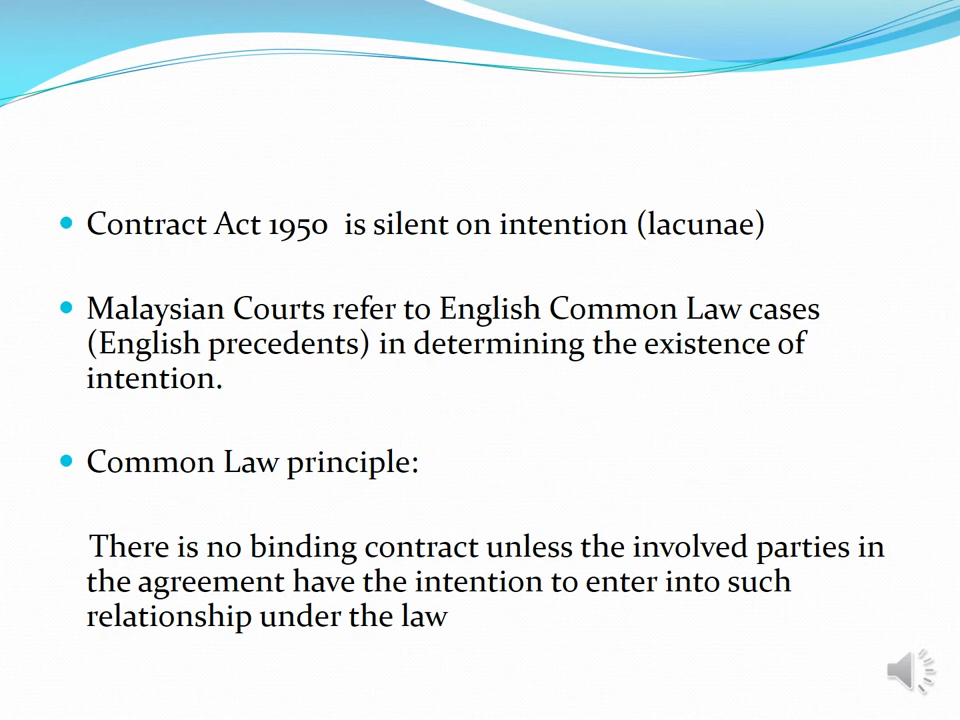 • Contract Act 1950  is silent on intention (lacunae)
• Malaysian Courts refer to English Common Law cases
(English precedents) in determining the existence of
intention.
• Common Law principle:
There is no binding contract unless the involved parties in
the agreement have the intention to enter into such
relationship under the law